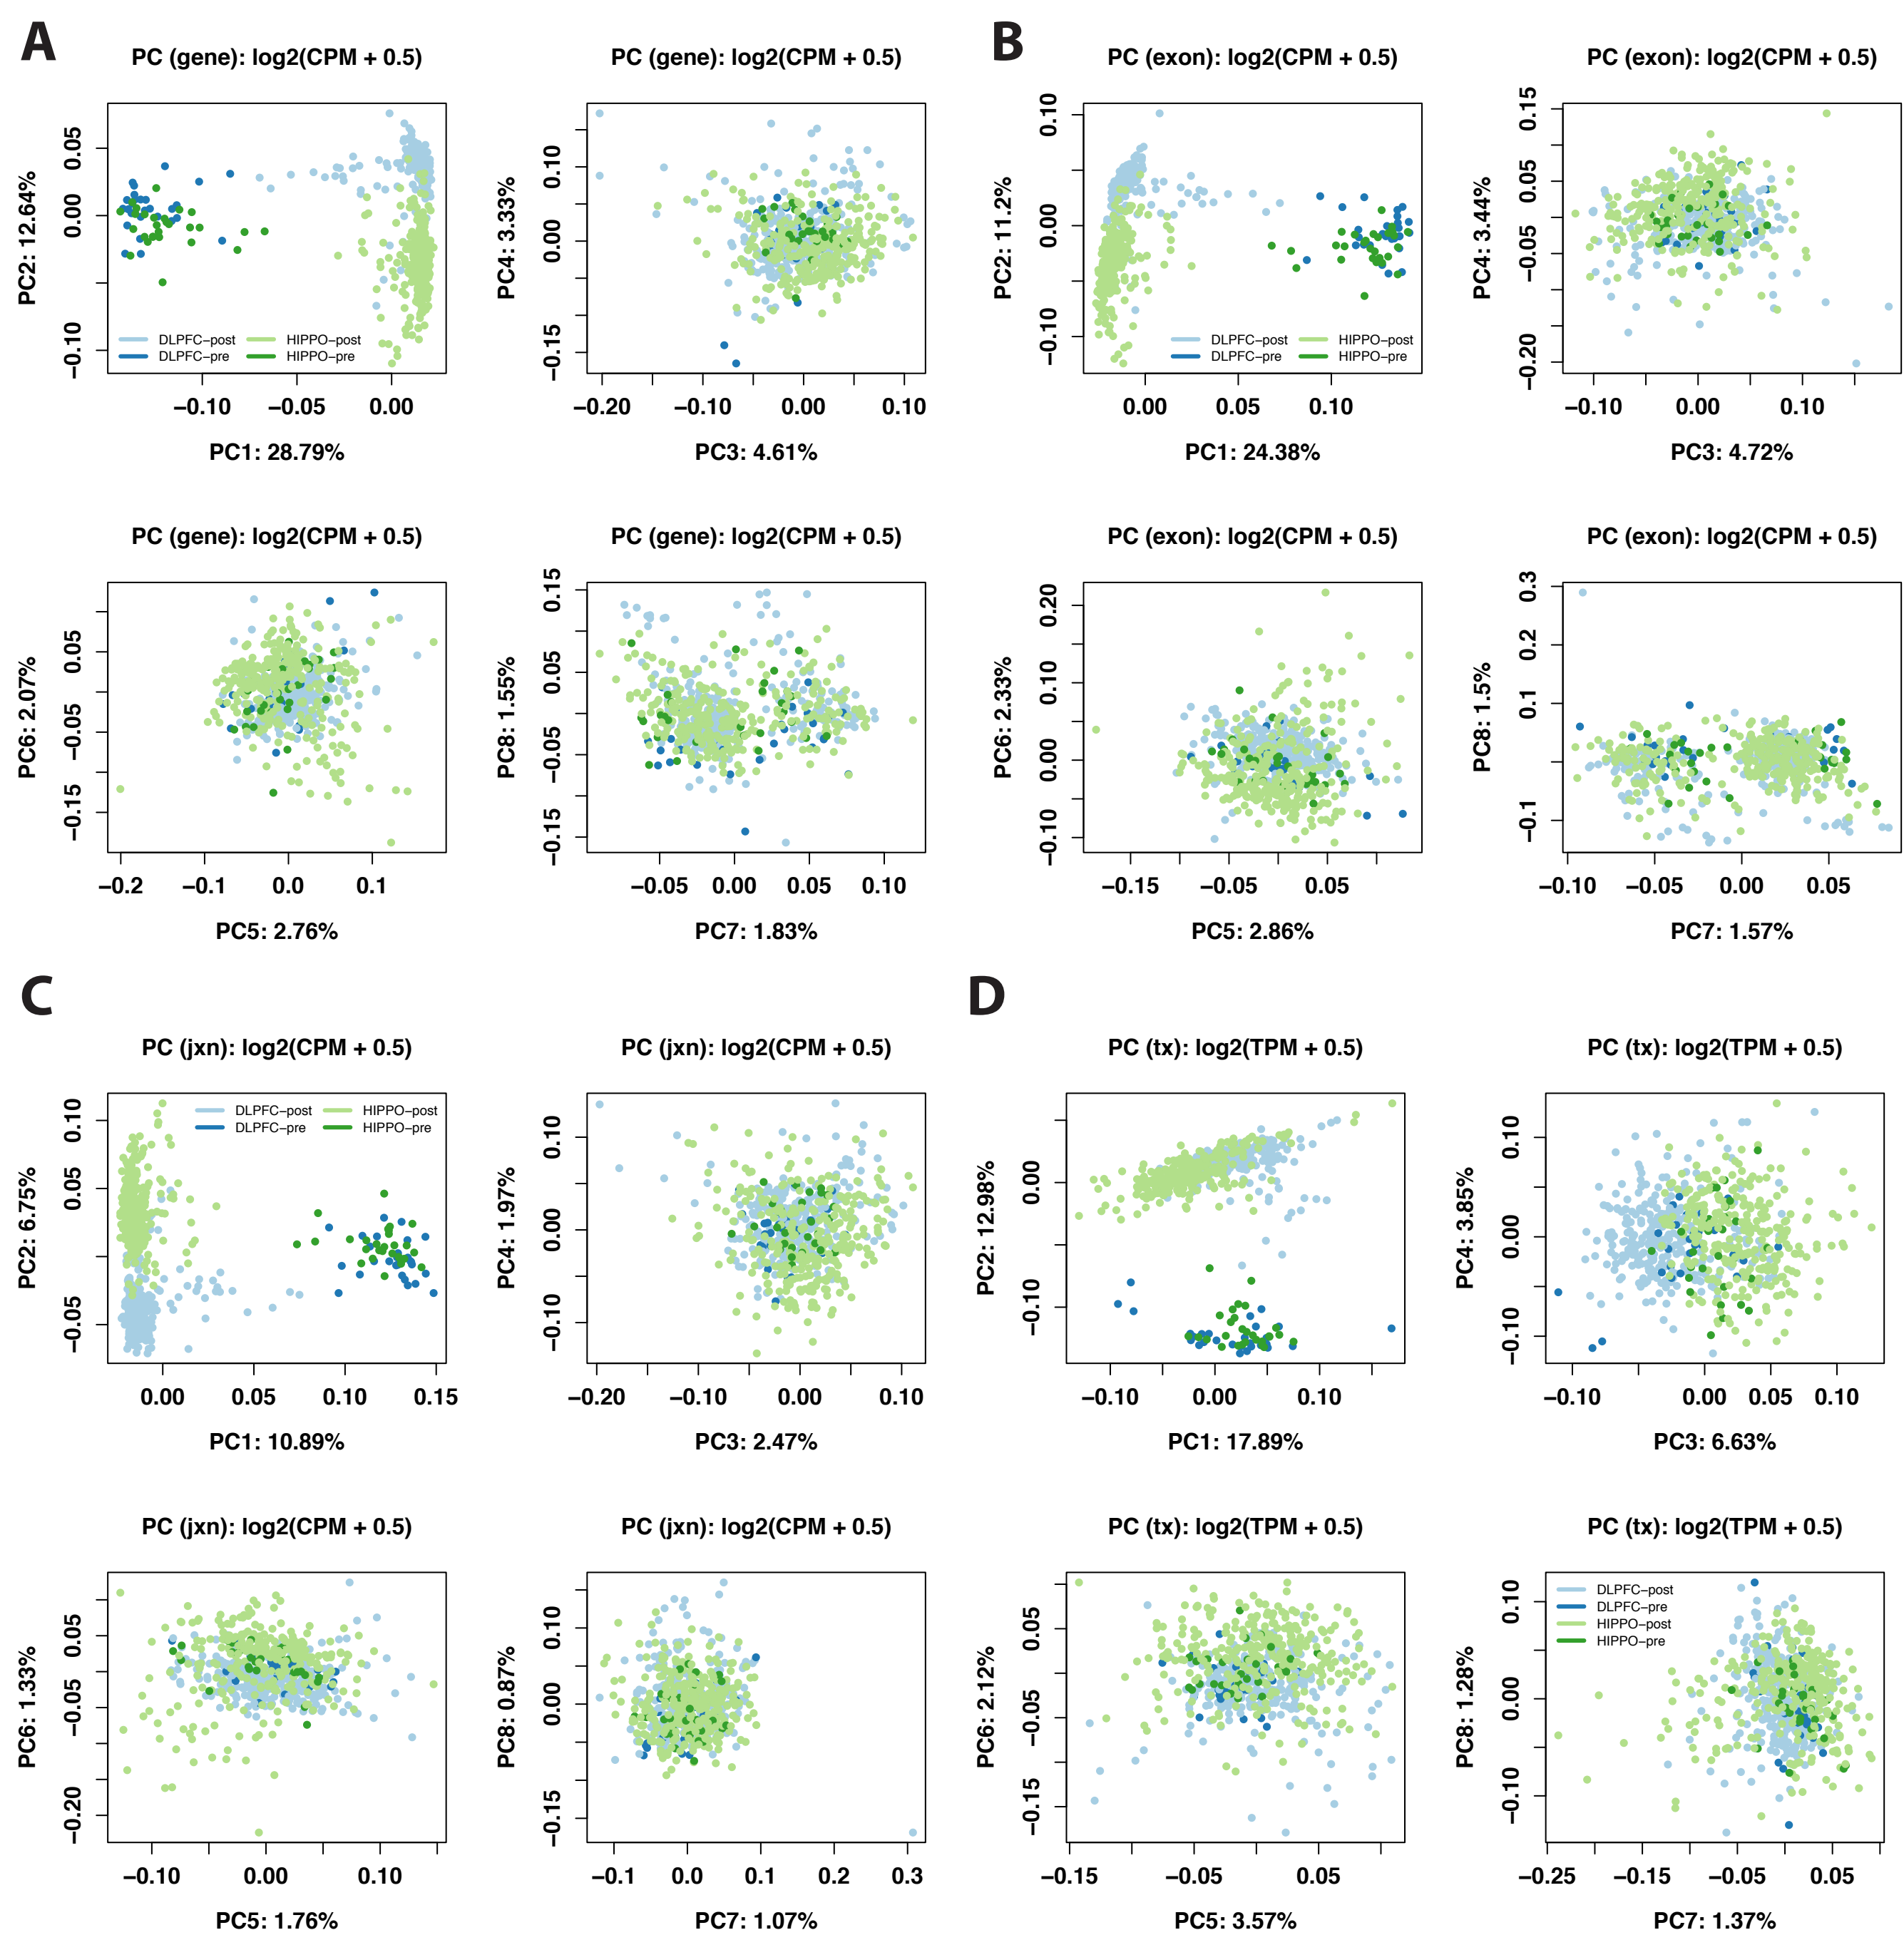 A
B
PC (gene): log2(CPM + 0.5)
PC2: 12.64%
0.05
0.00
−0.10
DLPFC−post
HIPPO−post
DLPFC−pre
HIPPO−pre
−0.10 −0.05 0.00
PC1: 28.79%
PC (gene): log2(CPM + 0.5)
PC4: 3.33%
0.10
0.00
−0.15
−0.20 −0.10 0.00 0.10
PC3: 4.61%
PC (exon): log2(CPM + 0.5)
PC2: 11.2%
0.10
0.00
−0.10
DLPFC−post
HIPPO−post
DLPFC−pre
HIPPO−pre
0.00 0.05 0.10
PC1: 24.38%
PC (exon): log2(CPM + 0.5)
PC4: 3.44%
0.15
0.05
−0.05
−0.20
−0.10 0.00 0.10
PC3: 4.72%
PC (gene): log2(CPM + 0.5)
PC6: 2.07%
0.05
−0.05
−0.15
−0.2 −0.1 0.0 0.1
PC5: 2.76%
PC (gene): log2(CPM + 0.5)
PC8: 1.55%
0.15
0.05
−0.05
−0.15
−0.05 0.00 0.05 0.10
PC7: 1.83%
PC (exon): log2(CPM + 0.5)
PC6: 2.33%
0.20
0.10
0.00
−0.10
−0.15 −0.05 0.05
PC5: 2.86%
PC (exon): log2(CPM + 0.5)
PC8: 1.5%
0.3
0.2
0.1
−0.1
−0.10 −0.05 0.00 0.05
PC7: 1.57%
C
D
PC (jxn): log2(CPM + 0.5)
PC2: 6.75%
0.10
0.05
−0.05
DLPFC−post
HIPPO−post
DLPFC−pre
HIPPO−pre
0.00 0.05 0.10 0.15
PC1: 10.89%
PC (jxn): log2(CPM + 0.5)
PC4: 1.97%
0.10
0.00
−0.10
−0.20 −0.10 0.00 0.10
PC3: 2.47%
PC (tx): log2(TPM + 0.5)
PC2: 12.98%
0.00
−0.10
−0.10 0.00 0.10
PC1: 17.89%
PC (tx): log2(TPM + 0.5)
PC4: 3.85%
0.10
0.00
−0.10
−0.10 0.00 0.05 0.10
PC3: 6.63%
PC (jxn): log2(CPM + 0.5)
PC6: 1.33%
0.05
−0.05
−0.20
−0.10 0.00 0.10
PC5: 1.76%
PC (jxn): log2(CPM + 0.5)
PC8: 0.87%
0.10
0.00
−0.15
−0.1 0.0 0.1 0.2 0.3
PC7: 1.07%
PC (tx): log2(TPM + 0.5)
PC6: 2.12%
0.05
−0.05
−0.15
−0.15 −0.05 0.05
PC5: 3.57%
PC (tx): log2(TPM + 0.5)
PC8: 1.28%
0.10
0.00
−0.10
DLPFC−post
DLPFC−pre
HIPPO−post
HIPPO−pre
−0.25 −0.15 −0.05 0.05
PC7: 1.37%